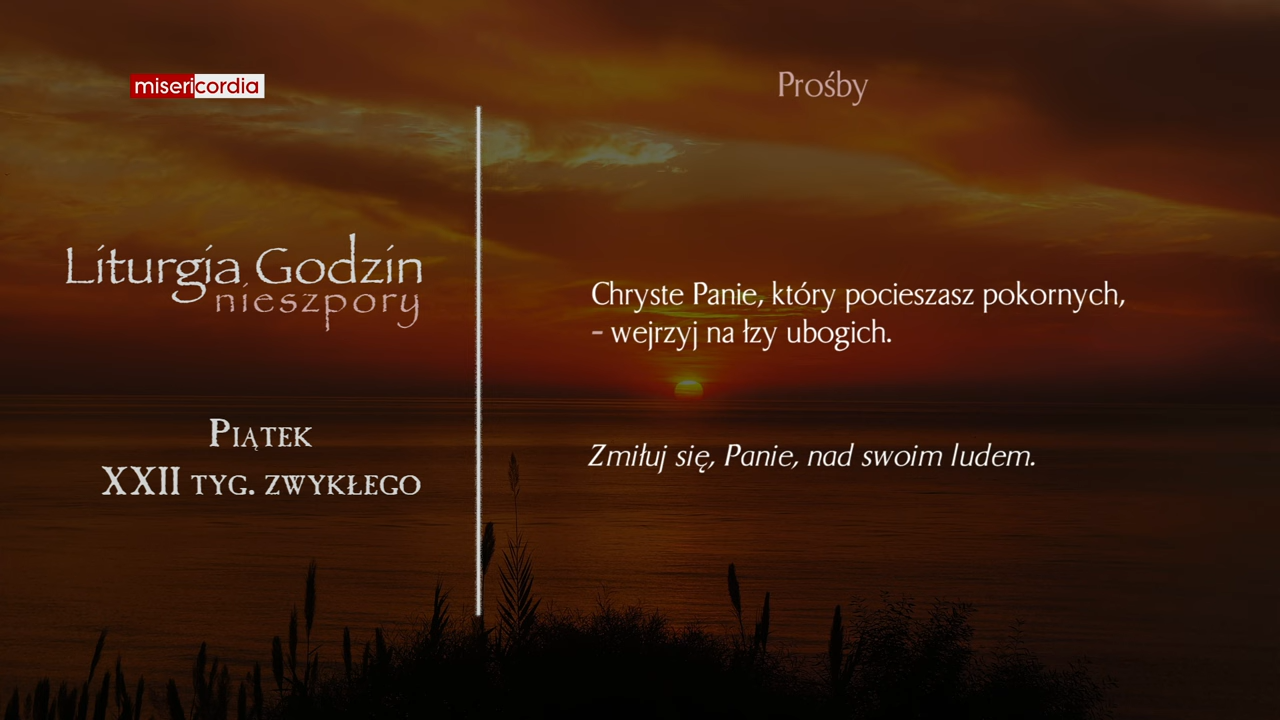 misericordia
Liturgia Godzin
nieszpory
Piątek
XXII tyg. zwykłego
Prośby
Chryste Panie, który pocieszasz pokornych,
- wejrzyj na łzy ubogich.
Zmiłuj się, Panie, nad swoim ludem.